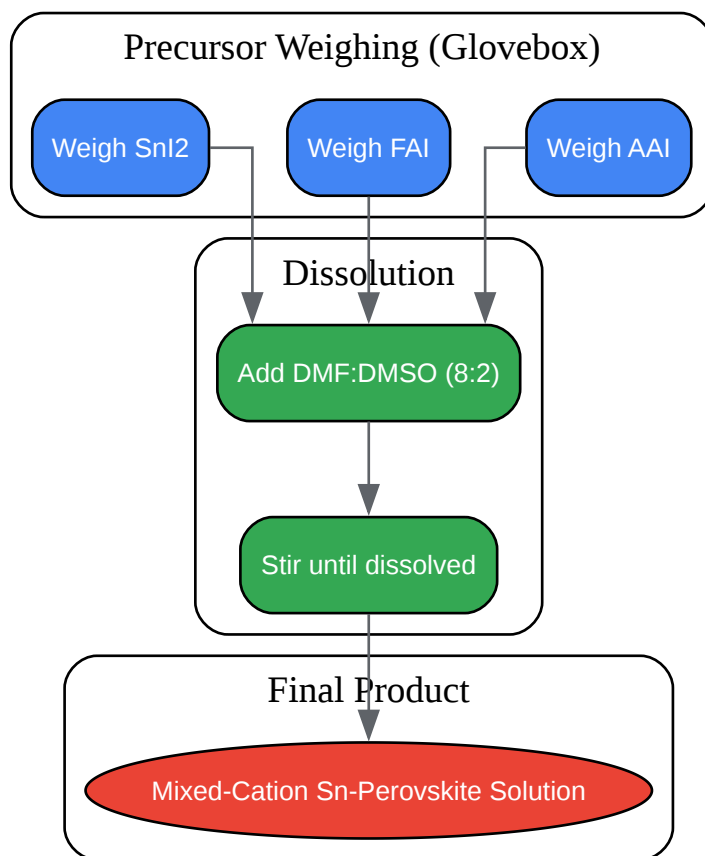 Precursor Weighing (Glovebox)
Weigh SnI2
Weigh FAI
Weigh AAI
Dissolution
Add DMF:DMSO (8:2)
Stir until dissolved
Final Product
Mixed-Cation Sn-Perovskite Solution